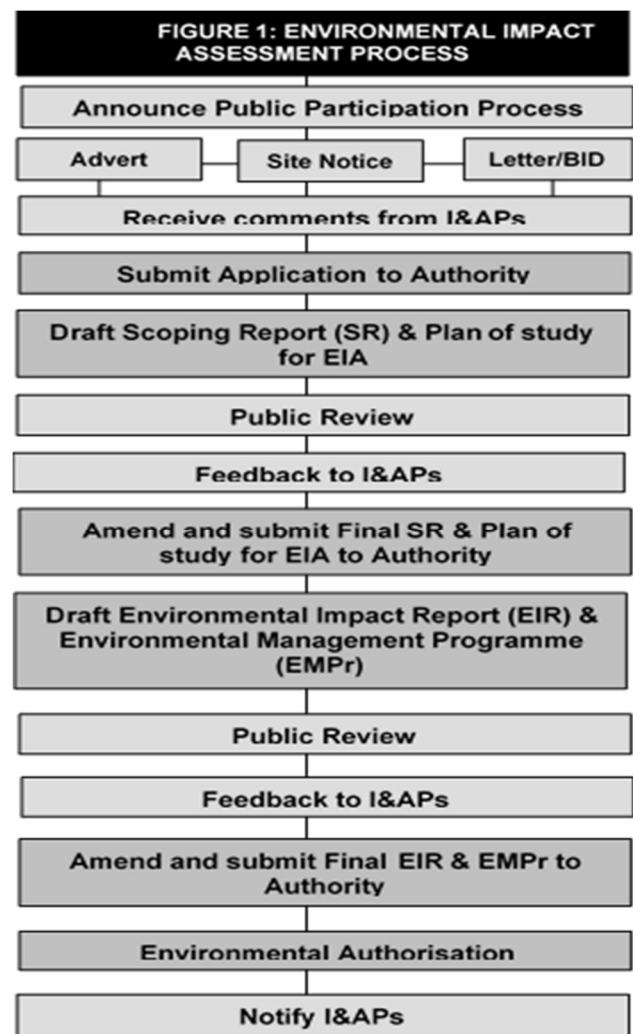 FIGURE 1: ENVIRONMENTAL IMPACT
ASSESSMENT PROCESS
Announce Public Participation Process
Advert
Site Notice
Letter/BID
Receive comments from I&APs
Submit Application to Authority
Draft Scoping Report (SR) & Plan of study
for EIA
Public Review
Feedback to I&APs
Amend and submit Final SR & Plan of
study for EIA to Authority
Draft Environmental Impact Report (EIR) &
Environmental Management Programme
(EMPr)
Public Review
Feedback to I&APs
Amend and submit Final EIR & EMPr to
Authority
Environmental Authorisation
Notify I&APs